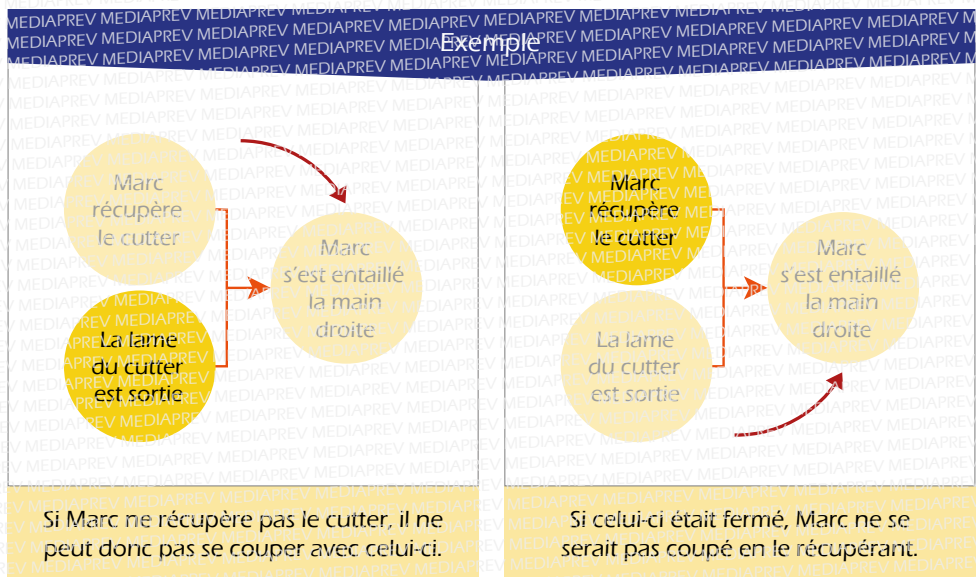 Exemple
Marc
récupère
le cutter
La lame
du cutter
est sortie
Marc
s'est entaillé
la main
droite
Si Marc ne récupère pas le cutter, il ne
peut donc pas se couper avec celui-ci.
Marc
récupère
le cutter
La lame
du cutter
est sortie
Marc
s'est entaillé
la main
droite
Si celui-ci était fermé, Marc ne se
serait pas coupé en le récupérant.
MEDIAPREV